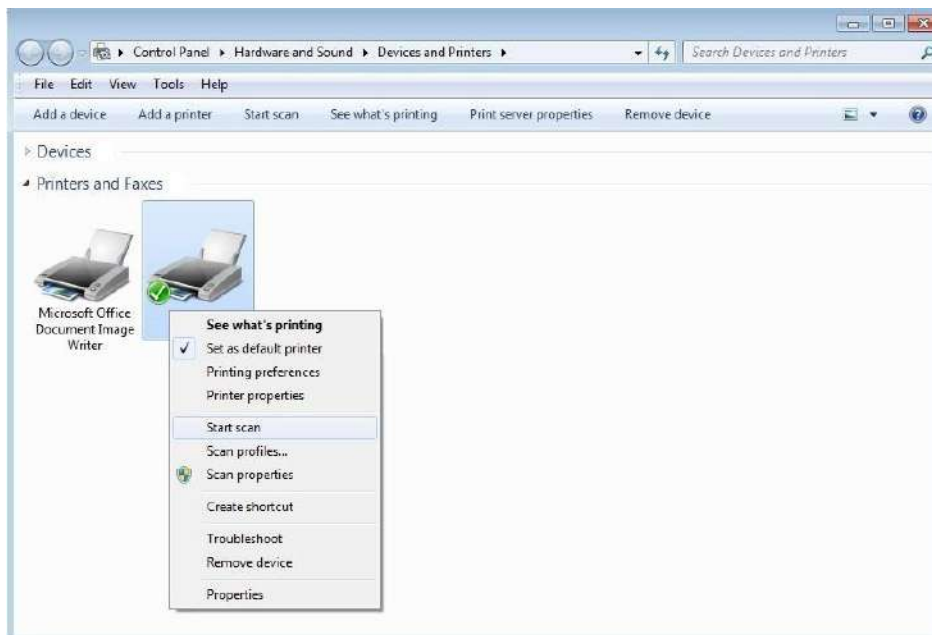 Control Panel ▸ Hardware and Sound ▸ Devices and Printers ▸
Search Devices and Printers
File Edit View Tools Help
Add a device Add a printer Start scan See what's printing Print server properties Remove device
Devices
Printers and Faxes
Microsoft Office
Document Image
Writer
See what's printing
Set as default printer
Printing preferences
Printer properties
Start scan
Scan profiles...
Scan properties
Create shortcut
Troubleshoot
Remove device
Properties